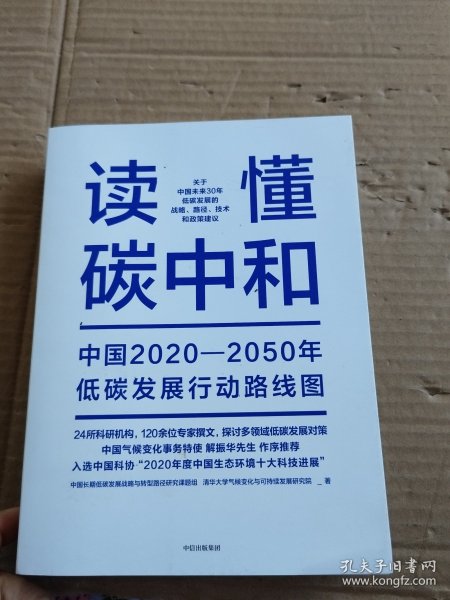 读 懂
关于
中国未来30年
低碳发展的
战略、路径、技术
和政策建议
碳中和
中国2020—2050年
低碳发展行动路线图
24所科研机构，120余位专家撰文，探讨多领域低碳发展对策
中国气候变化事务特使 解振华先生 作序推荐
入选中国科协“2020年度中国生态环境十大科技进展”
中国长期低碳发展战略与转型路径研究课题组 清华大学气候变化与可持续发展研究院 _ 著
中信出版集团
孔夫子旧书网
www.kongfz.com